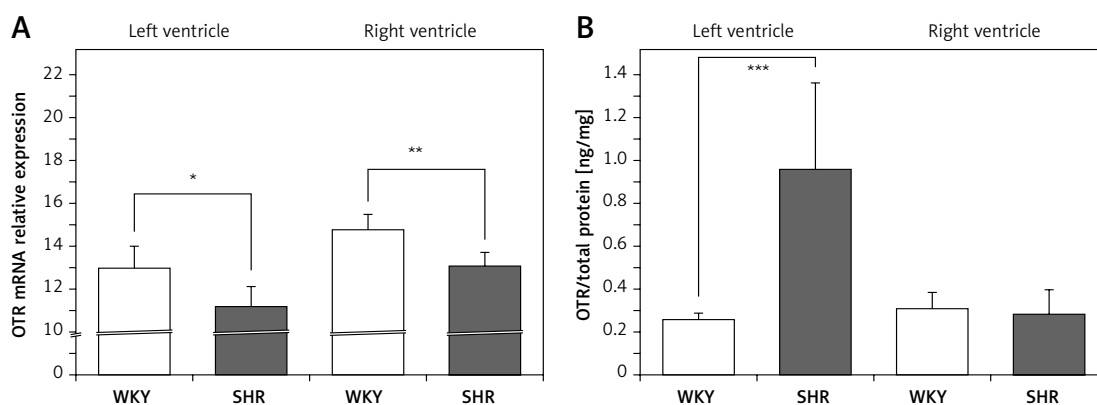 A
Left ventricle
Right ventricle
OTR mRNA relative expression
22
20
18
16
14
12
10
0
*
**
WKY
SHR
WKY
SHR
B
Left ventricle
Right ventricle
OTR/total protein [ng/mg]
1.4
1.2
1.0
0.8
0.6
0.4
0.2
0
***
WKY
SHR
WKY
SHR